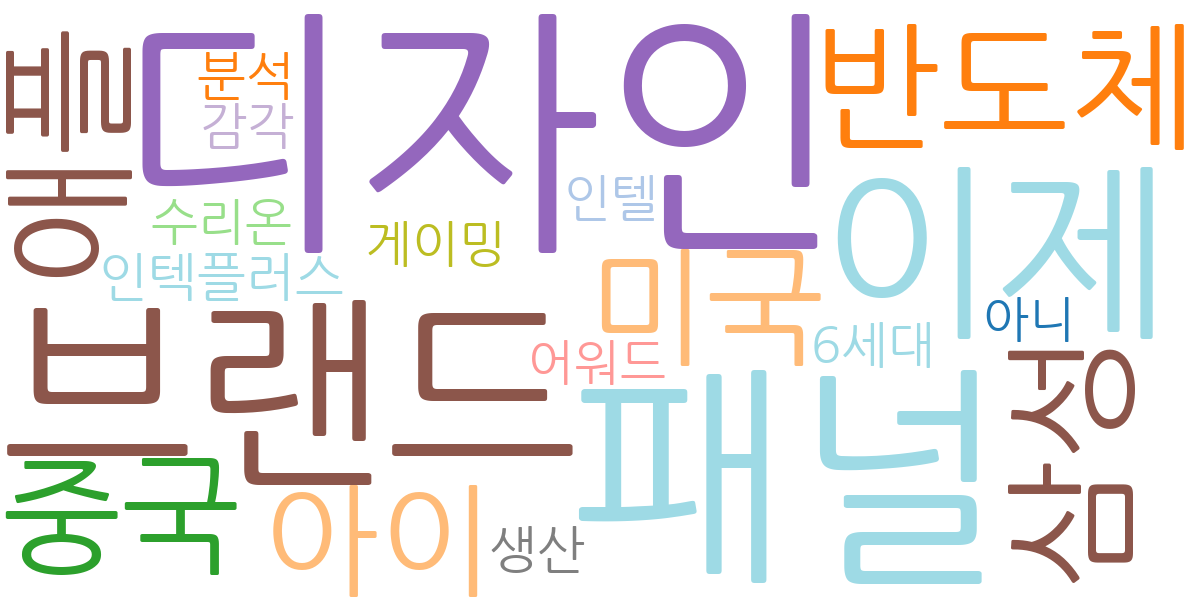 디자인
반도체
애플
분석
감각
이제
인텔
수리온
게이밍
인텍플러스
미국
아니
브랜드
6세대
어워드
패널
삼성
중국
아이
생산